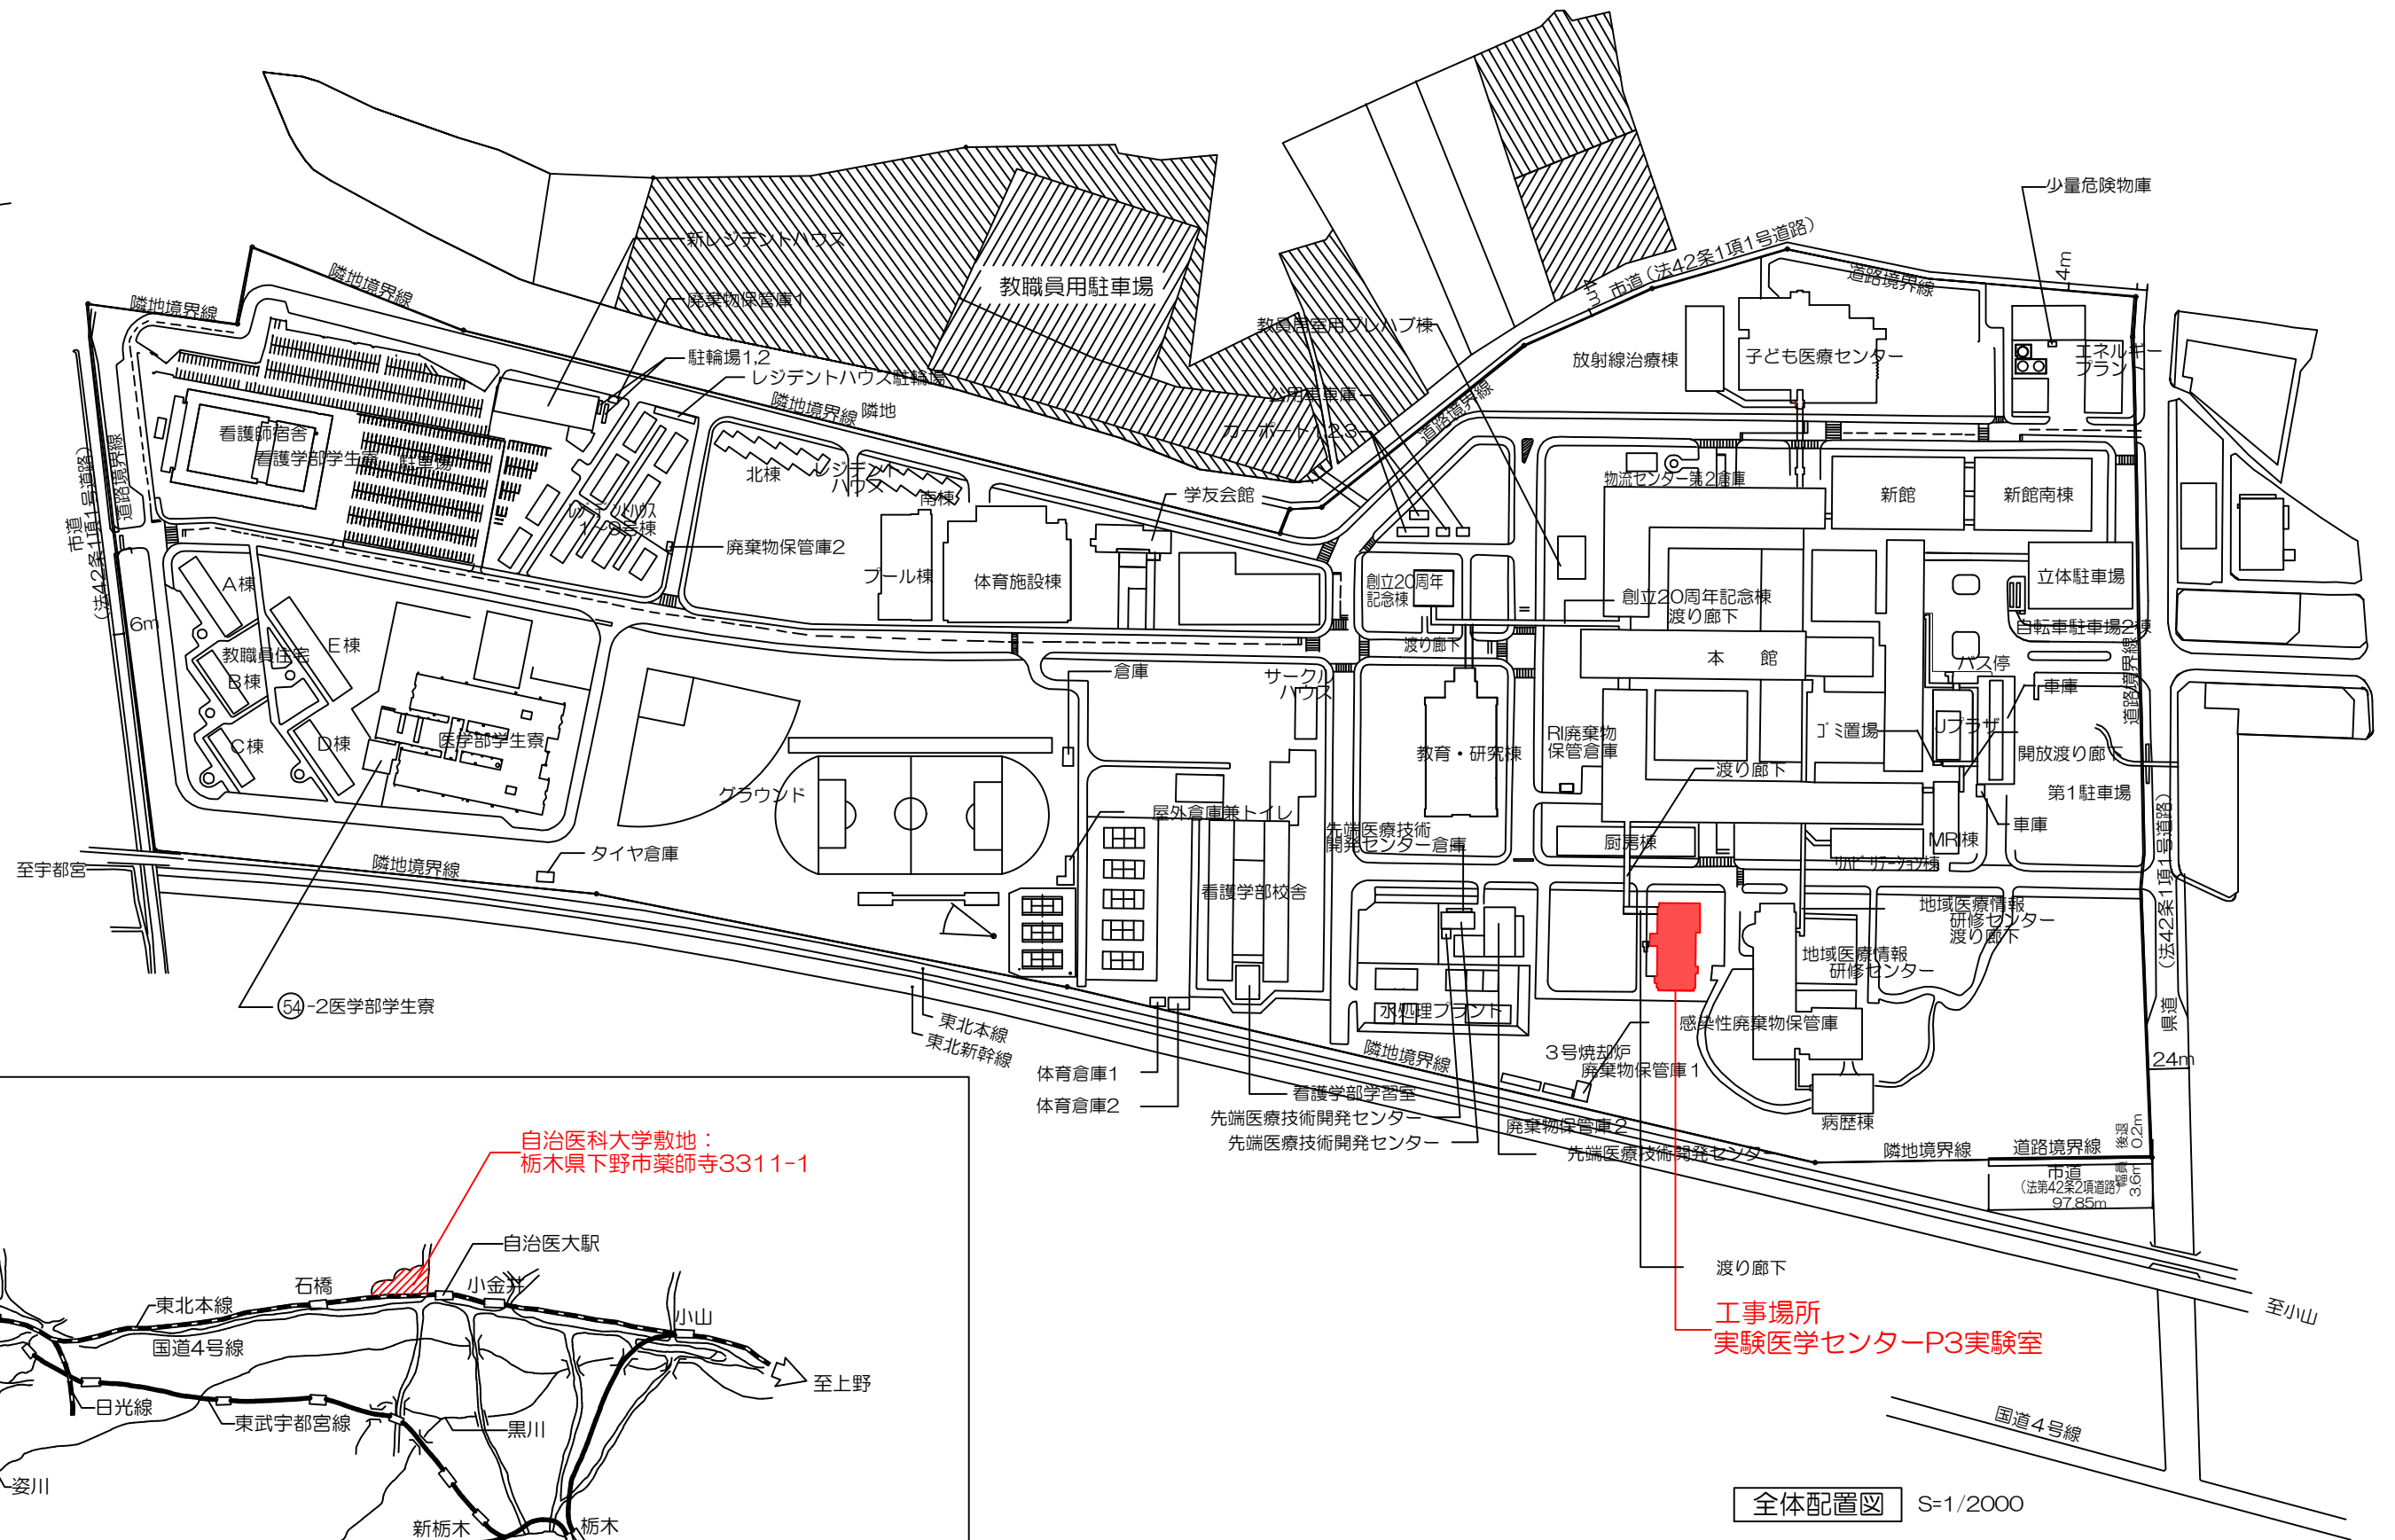 少量危険物庫
新レジデントハウス
教職員用駐車場
廃棄物保管庫1
隣地境界線
隣地境界線
市道(法42条1項1号道路)
4m
道路境界線
4m
教員居室用プレハブ棟
駐輪場1,2
レジデントハウス駐輪場
隣地境界線 隣地
公用車車庫
カーポート1,2,3
道路境界線
放射線治療棟
子ども医療センター
エネルギー
プラント
看護師宿舎
看護学部学生寮
駐車場
市道
(法42条1項1号道路)
道路境界線
北棟
レジデント
ハウス
南棟
学友会館
物流センター第2倉庫
新館
新館南棟
レジデントハウス
1~9号棟
廃棄物保管庫2
プール棟
体育施設棟
創立20周年
記念棟
創立20周年記念棟
渡り廊下
立体駐車場
A棟
6m
E棟
教職員住宅
B棟
C棟
D棟
医学部学生寮
渡り廊下
本 館
自転車駐車場2棟
バス停
道路境界線
倉庫
サークル
ハウス
車庫
RI廃棄物
保管倉庫
ゴミ置場
Jプラザ
教育・研究棟
渡り廊下
開放渡り廊下
グラウンド
第1駐車場
屋外倉庫兼トイレ
先端医療技術
開発センター倉庫
厨房棟
MRI棟
車庫
リハビリテーション棟
タイヤ倉庫
至宇都宮
隣地境界線
看護学部校舎
地域医療情報
研修センター
渡り廊下
地域医療情報
研修センター
県道 (法42条1項1号道路)
54-2医学部学生寮
東北本線
東北新幹線
水処理プラント
感染性廃棄物保管庫
3号焼却炉
廃棄物保管庫1
隣地境界線
24m
体育倉庫1
体育倉庫2
看護学部学習室
先端医療技術開発センター
先端医療技術開発センター
廃棄物保管庫2
先端医療技術開発センター
病歴棟
隣地境界線
道路境界線
後退
0.2m
市道
(法第42条2項道路)
97.85m
幅員
3.6m
渡り廊下
工事場所
実験医学センターP3実験室
至小山
国道4号線
自治医科大学敷地:
栃木県下野市薬師寺3311-1
自治医大駅
石橋
小金井
東北本線
小山
国道4号線
至上野
日光線
東武宇都宮線
黒川
姿川
新栃木
栃木
全体配置図 S=1/2000